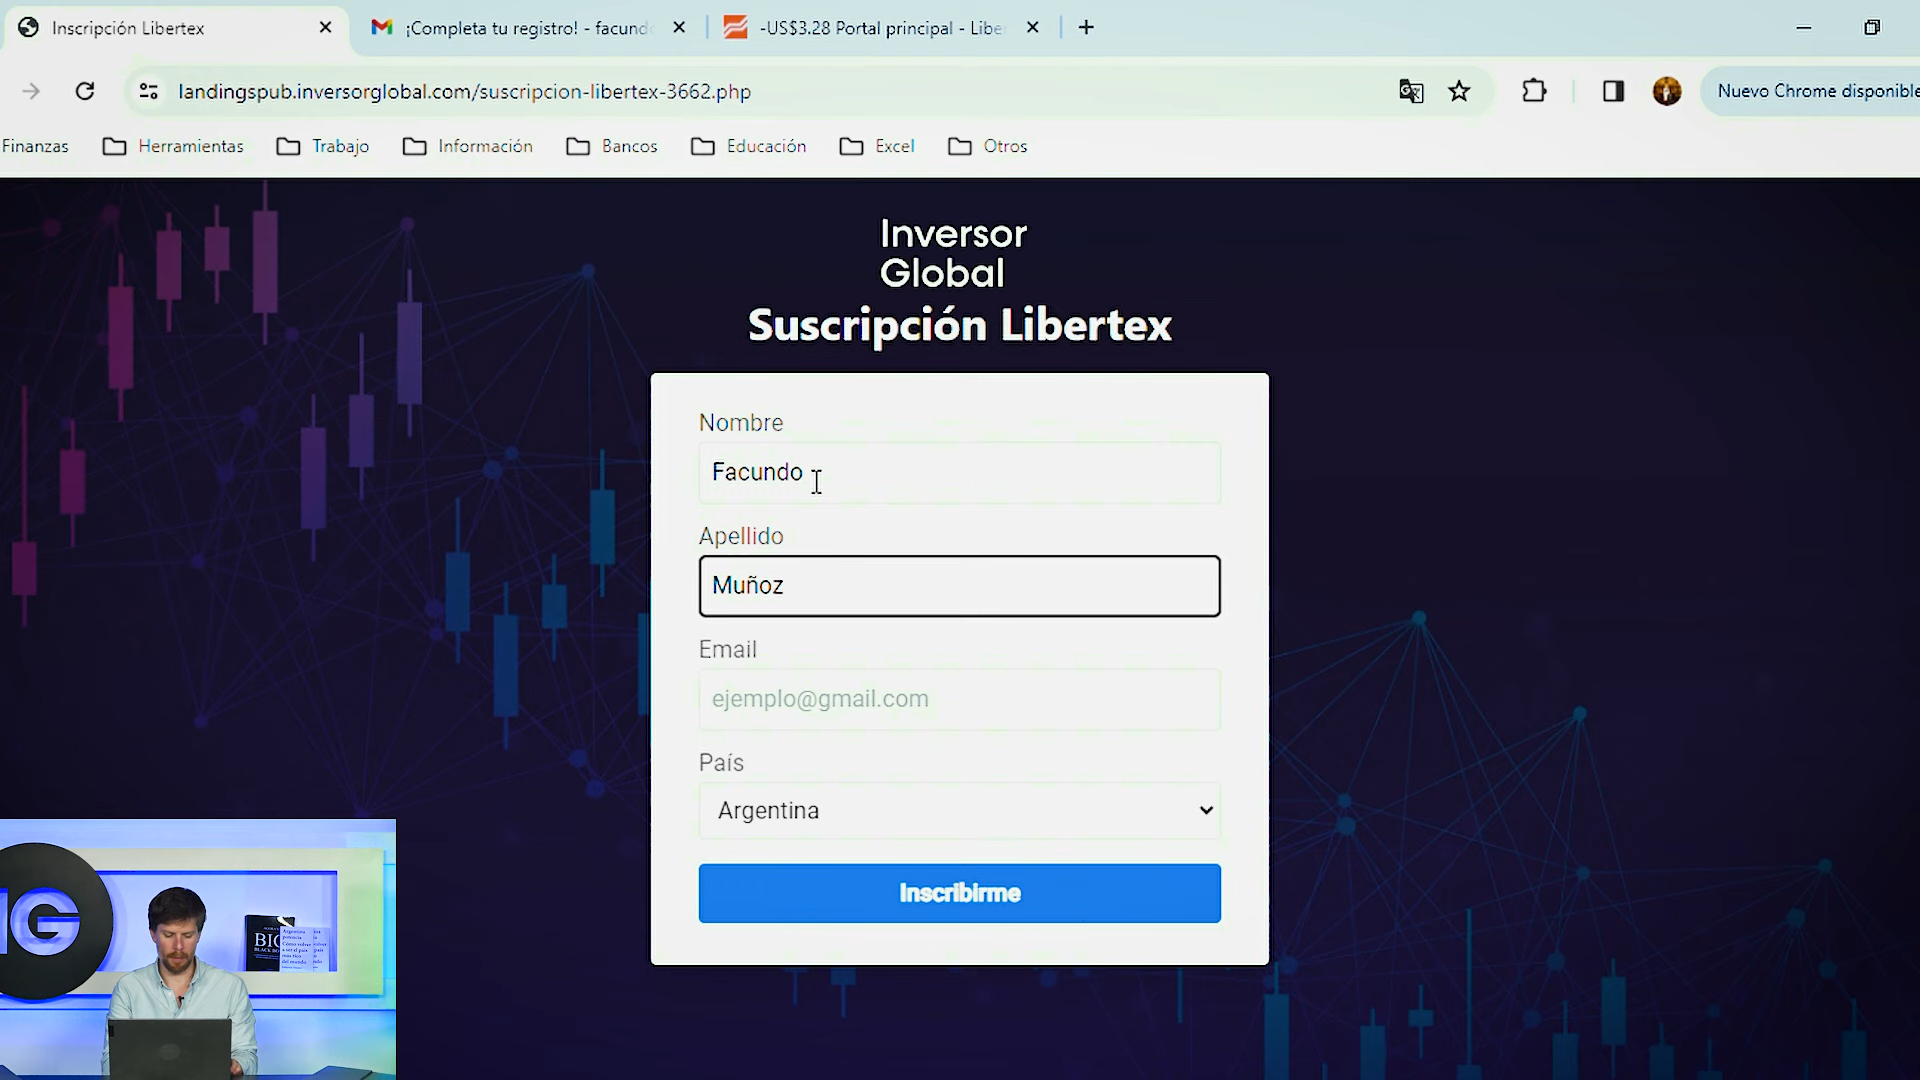 Inscripción Libertex
¡Completa tu registro! - facund
-US$3.28 Portal principal - Libe
landingspub.inversorglobal.com/suscripcion-libertex-3662.php
Nuevo Chrome disponible
Finanzas
Herramientas
Trabajo
Información
Bancos
Educación
Excel
Otros
Inversor
Global
Suscripción Libertex
Nombre
Facundo
Apellido
Muñoz
Email
ejemplo@gmail.com
País
Argentina
Inscribirme
IG